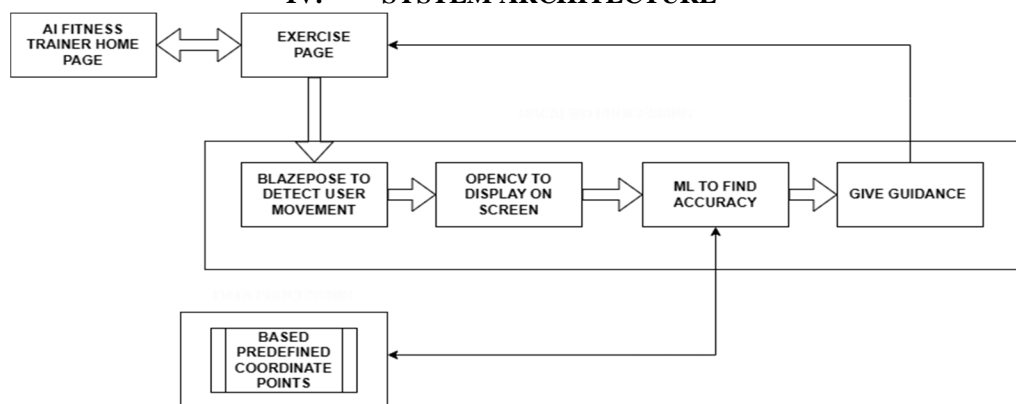 IV. SYSTEM ARCHITECTURE
AI FITNESS
TRAINER HOME
PAGE
EXERCISE
PAGE
BLAZEPOSE TO
DETECT USER
MOVEMENT
OPENCV TO
DISPLAY ON
SCREEN
ML TO FIND
ACCURACY
GIVE GUIDANCE
BASED
PREDEFINED
COORDINATE
POINTS